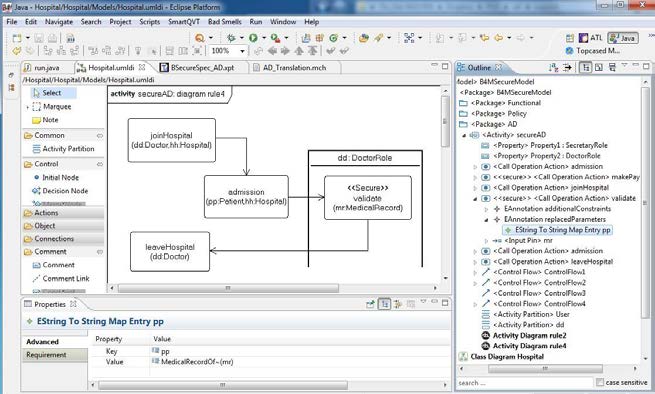 Java - Hospital/Hospital/Models/Hospital.umldi - Eclipse Platform
File Edit Navigate Search Project Scripts SmartQVT Bad Smells Run Window Help
100%
ATL Java
Topcased M...
run.java Hospital.umldi BSecureSpec_AD.xpt AD_Translation.mch
/Hospital/Hospital/Models/Hospital.umldi
Select
Marquee
Note
Common
Activity Partition
Control
Initial Node
Decision Node
Actions
Object
Connections
Comment
Comment
Comment Link
activity secureAD: diagram rule4
joinHospital
(dd:Doctor,hh:Hospital)
admission
(pp:Patient,hh:Hospital)
dd : DoctorRole
<<Secure>>
validate
(mr:MedicalRecord)
leaveHospital
(dd:Doctor)
Properties
EString To String Map Entry pp
Advanced
Requirement
Property Value
Key pp
Value MedicalRecordOf~(mr)
Outline
Model> B4MSecureModel
<Package> B4MSecureModel
<Package> Functional
<Package> Policy
<Package> AD
<Activity> secureAD
<Property> Property1 : SecretaryRole
<Property> Property2 : DoctorRole
<Call Operation Action> admission
<<secure>> <Call Operation Action> makePay
<Call Operation Action> joinHospital
<<secure>> <Call Operation Action> validate
EAnnotation additionalConstraints
EAnnotation replacedParameters
EString To String Map Entry pp
<Input Pin> mr
<Call Operation Action> admission
<Call Operation Action> leaveHospital
<Control Flow> ControlFlow1
<Control Flow> ControlFlow2
<Control Flow> ControlFlow3
<Control Flow> ControlFlow4
<Activity Partition> User
<Activity Partition> dd
Activity Diagram rule2
Activity Diagram rule4
Class Diagram Hospital
search ... case sensitive